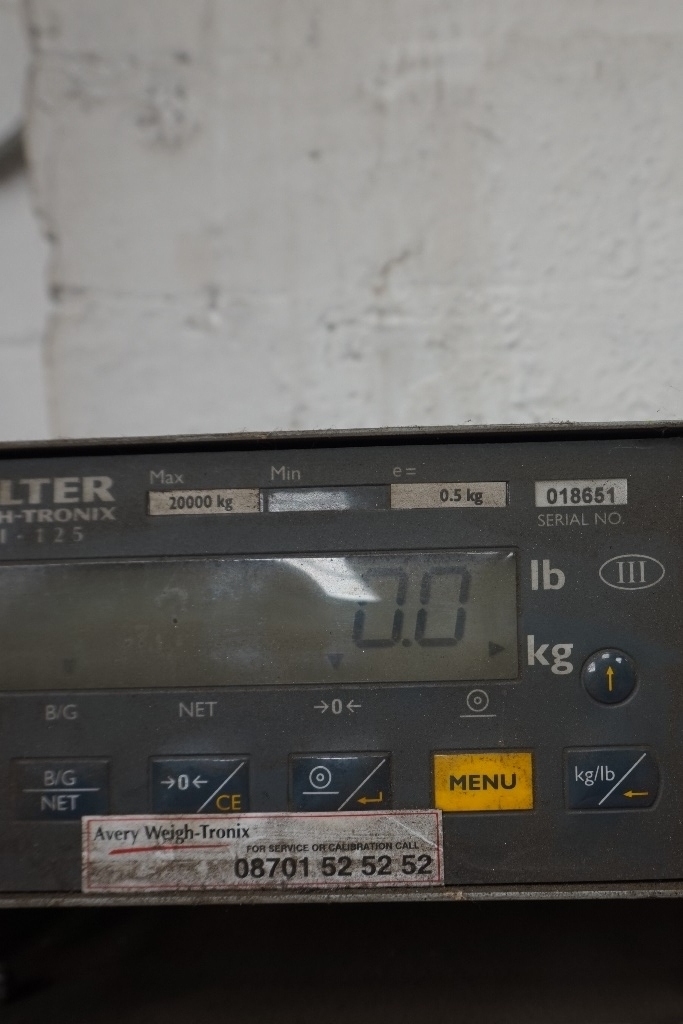 Max Min e=
LTER 20000 kg 0.5 kg 018651
H-TRONIX SERIAL NO.
I-125
0.0 lb III
kg
B/G NET →0←
B/G
NET →0← CE MENU kg/lb
Avery Weigh-Tronix
FOR SERVICE OR CALIBRATION CALL
08701 52 52 52